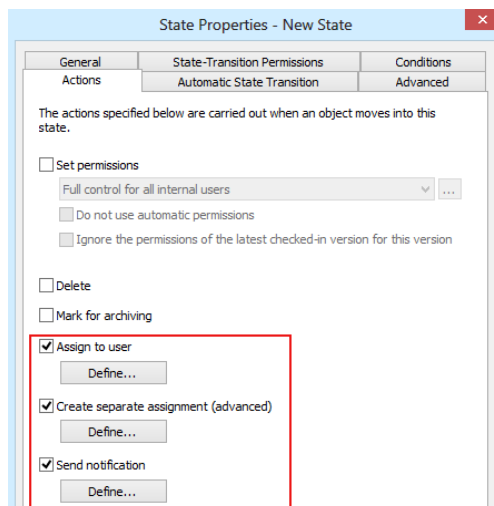 State Properties - New State
General
State-Transition Permissions
Conditions
Actions
Automatic State Transition
Advanced
The actions specified below are carried out when an object moves into this
state.
Set permissions
Full control for all internal users
...
Do not use automatic permissions
Ignore the permissions of the latest checked-in version for this version
Delete
Mark for archiving
Assign to user
Define...
Create separate assignment (advanced)
Define...
Send notification
Define...